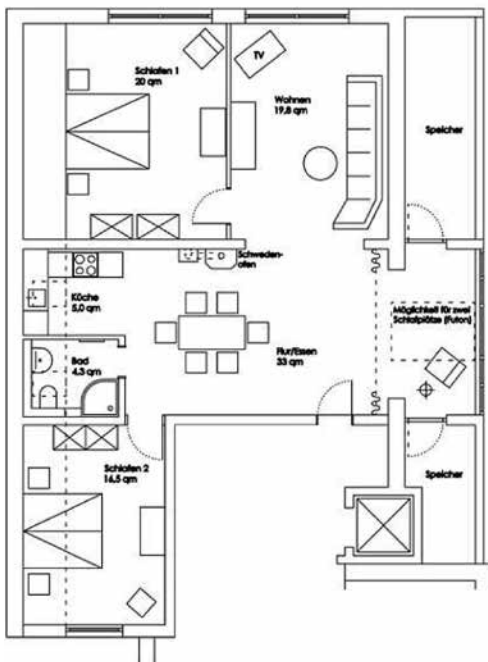 TV
Schlafen 1
20 qm
Wohnen
19,8 qm
Speicher
Schweden-
ofen
Küche
5,0 qm
Möglichkeit für zwei
Schlafplätze (Futon)
Bad
4,3 qm
Flur/Essen
33 qm
Schlafen 2
16,5 qm
Speicher